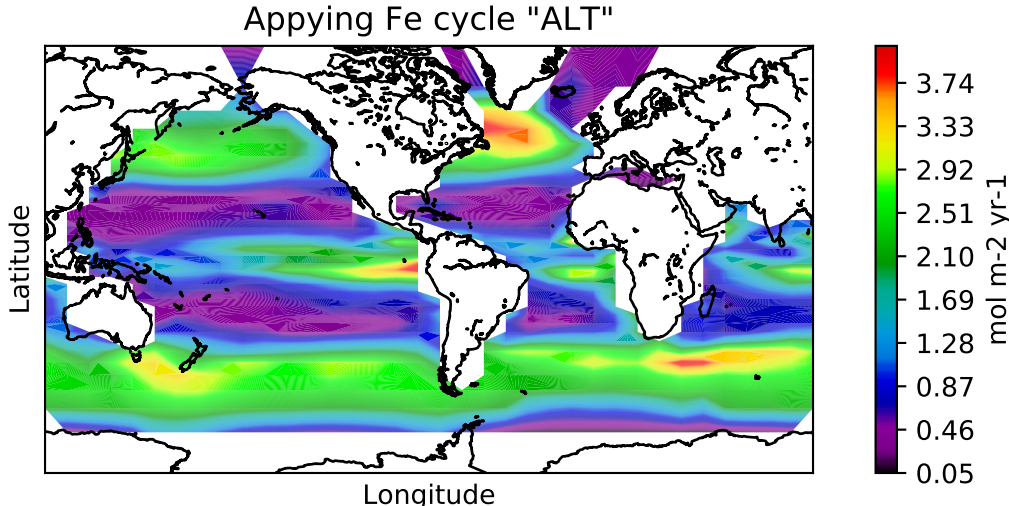 Appying Fe cycle "ALT"
Latitude
Longitude
3.74
3.33
2.92
2.51
2.10
1.69
1.28
0.87
0.46
0.05
mol m-2 yr-1